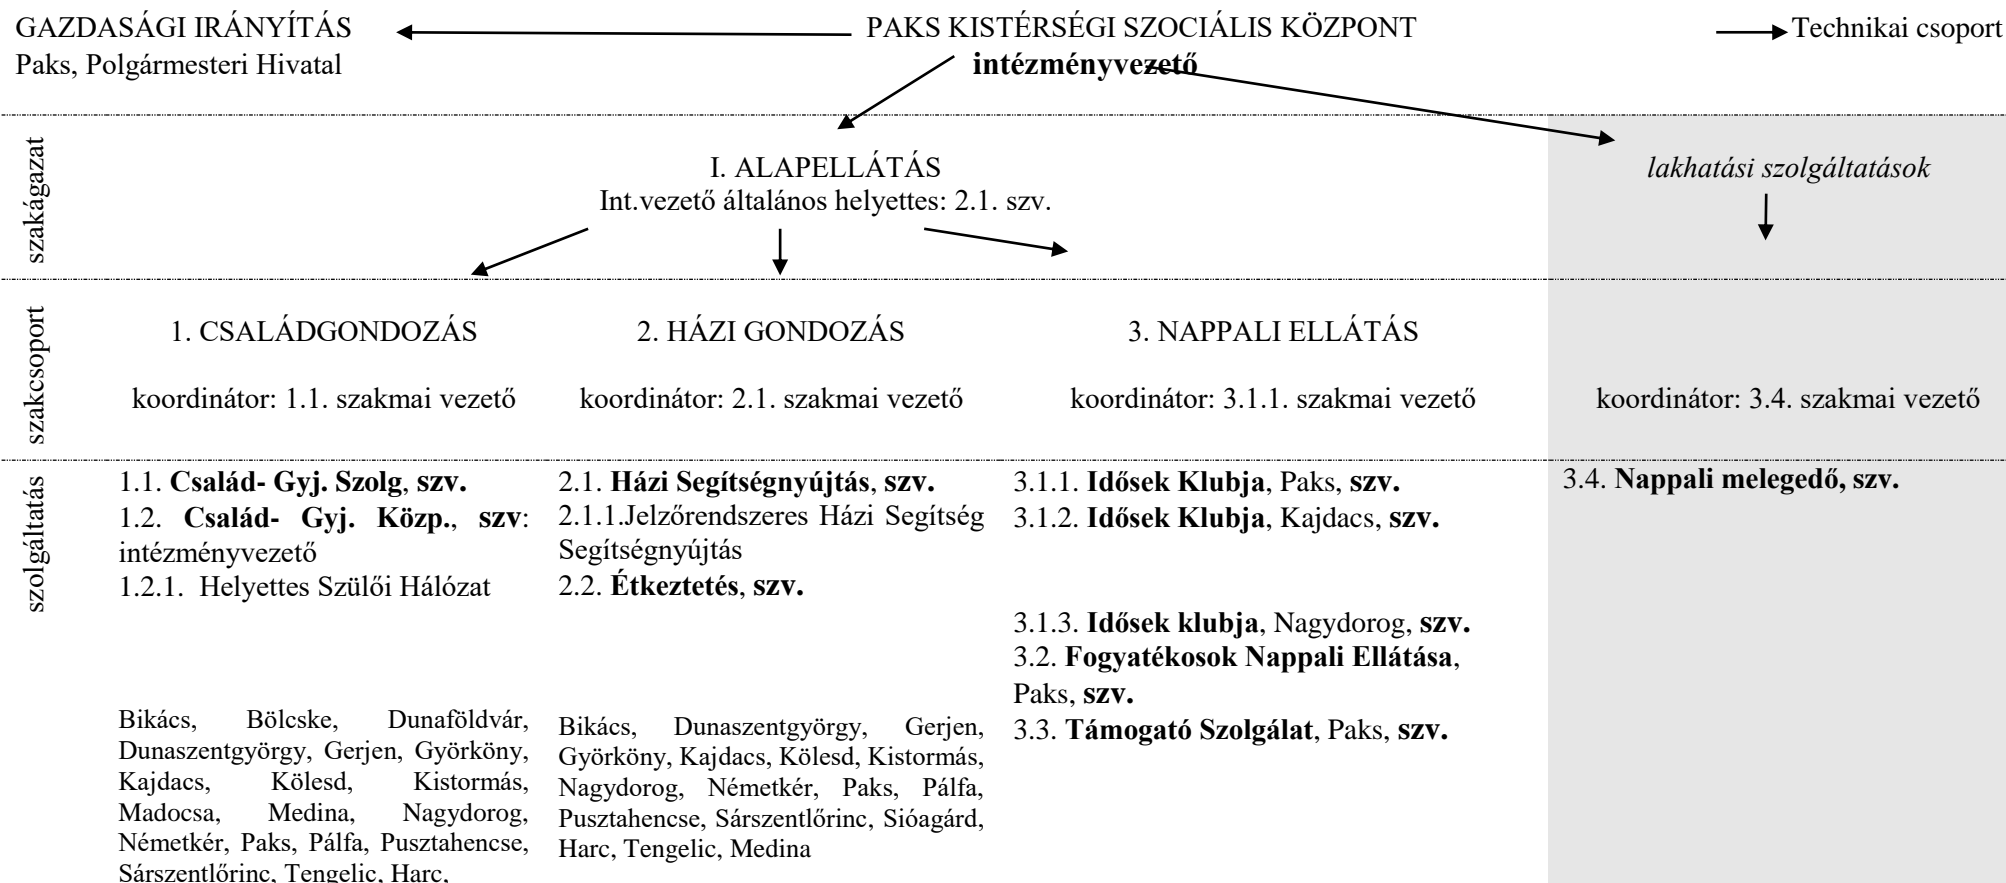 GAZDASÁGI IRÁNYÍTÁS
Paks, Polgármesteri Hivatal
PAKS KISTÉRSÉGI SZOCIÁLIS KÖZPONT
intézményvezető
Technikai csoport
szakágazat
I. ALAPELLÁTÁS
Int.vezető általános helyettes: 2.1. szv.
lakhatási szolgáltatások
szakcsoport
1. CSALÁDGONDOZÁS
koordinátor: 1.1. szakmai vezető
2. HÁZI GONDOZÁS
koordinátor: 2.1. szakmai vezető
3. NAPPALI ELLÁTÁS
koordinátor: 3.1.1. szakmai vezető
koordinátor: 3.4. szakmai vezető
szolgáltatás
1.1. Család- Gyj. Szolg, szv.
1.2. Család- Gyj. Közp., szv:
intézményvezető
1.2.1. Helyettes Szülői Hálózat
Bikács, Bölcske, Dunaföldvár,
Dunaszentgyörgy, Gerjen, Györköny,
Kajdacs, Kölesd, Kistormás,
Madocsa, Medina, Nagydorog,
Németkér, Paks, Pálfa, Pusztahencse,
Sárszentlőrinc, Tengelic, Harc,
2.1. Házi Segítségnyújtás, szv.
2.1.1.Jelzőrendszeres Házi Segítség
Segítségnyújtás
2.2. Étkeztetés, szv.
Bikács, Dunaszentgyörgy, Gerjen,
Györköny, Kajdacs, Kölesd, Kistormás,
Nagydorog, Németkér, Paks, Pálfa,
Pusztahencse, Sárszentlőrinc, Sióagárd,
Harc, Tengelic, Medina
3.1.1. Idősek Klubja, Paks, szv.
3.1.2. Idősek Klubja, Kajdacs, szv.
3.1.3. Idősek klubja, Nagydorog, szv.
3.2. Fogyatékosok Nappali Ellátása,
Paks, szv.
3.3. Támogató Szolgálat, Paks, szv.
3.4. Nappali melegedő, szv.